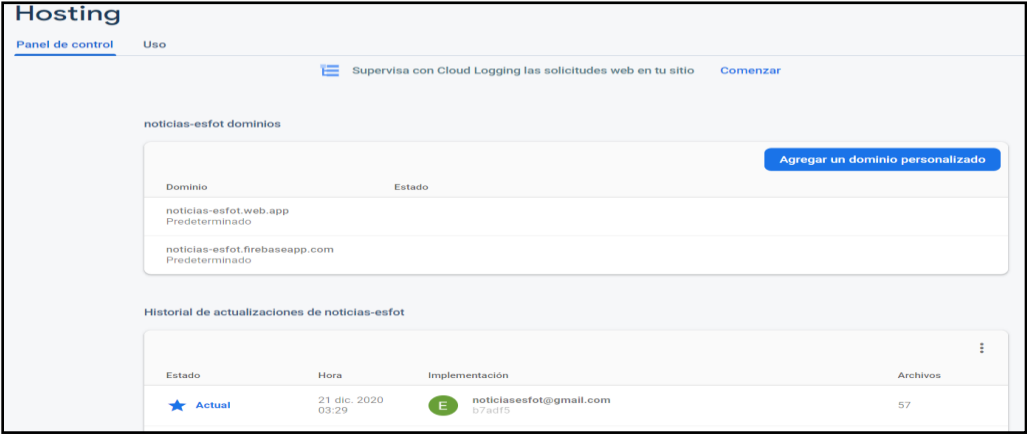 Hosting
Panel de control Uso
Supervisa con Cloud Logging las solicitudes web en tu sitio Comenzar
noticias-esfot dominios
Agregar un dominio personalizado
Dominio Estado
noticias-esfot.web.app
Predeterminado
noticias-esfot.firebaseapp.com
Predeterminado
Historial de actualizaciones de noticias-esfot
Estado Hora Implementación Archivos
Actual 21 dic. 2020 E noticiasesfot@gmail.com 57
03:29 b7adf5